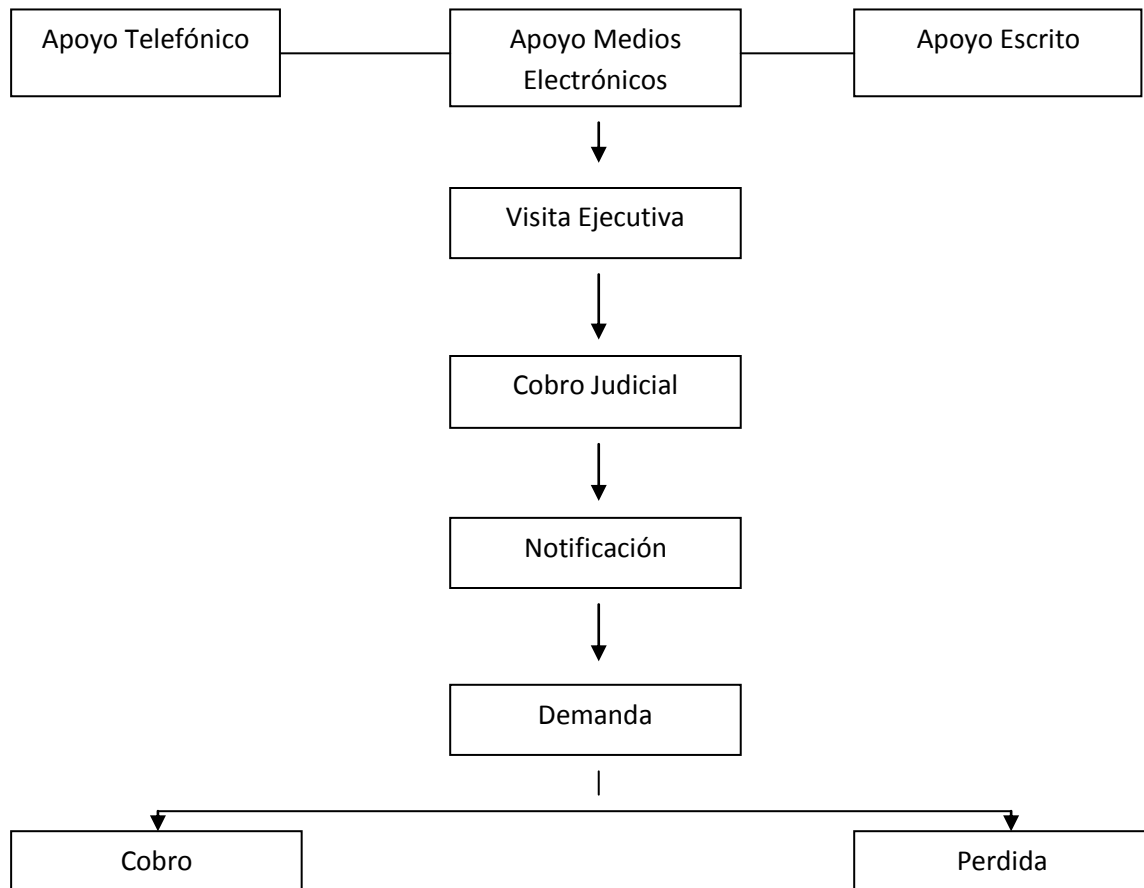 Apoyo Telefónico
Apoyo Medios
Electrónicos
Apoyo Escrito
Visita Ejecutiva
Cobro Judicial
Notificación
Demanda
Cobro
Perdida